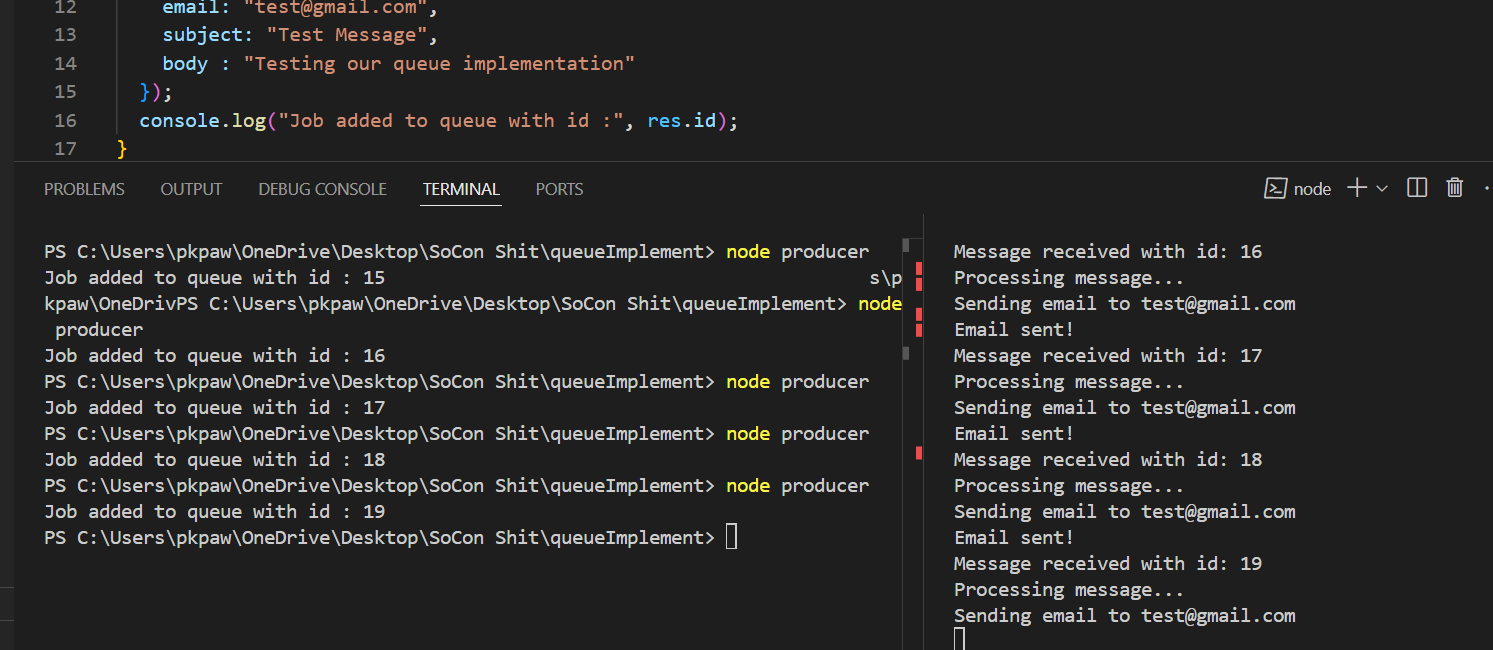 12 email: "test@gmail.com",
13 subject: "Test Message",
14 body : "Testing our queue implementation"
15 });
16 console.log("Job added to queue with id :", res.id);
17 }
PROBLEMS OUTPUT DEBUG CONSOLE TERMINAL PORTS node
PS C:\Users\pkpaw\OneDrive\Desktop\SoCon Shit\queueImplement> node producer
Job added to queue with id : 15 s\p
kpaw\OneDrivPS C:\Users\pkpaw\OneDrive\Desktop\SoCon Shit\queueImplement> node
producer
Job added to queue with id : 16
PS C:\Users\pkpaw\OneDrive\Desktop\SoCon Shit\queueImplement> node producer
Job added to queue with id : 17
PS C:\Users\pkpaw\OneDrive\Desktop\SoCon Shit\queueImplement> node producer
Job added to queue with id : 18
PS C:\Users\pkpaw\OneDrive\Desktop\SoCon Shit\queueImplement> node producer
Job added to queue with id : 19
PS C:\Users\pkpaw\OneDrive\Desktop\SoCon Shit\queueImplement>
Message received with id: 16
Processing message...
Sending email to test@gmail.com
Email sent!
Message received with id: 17
Processing message...
Sending email to test@gmail.com
Email sent!
Message received with id: 18
Processing message...
Sending email to test@gmail.com
Email sent!
Message received with id: 19
Processing message...
Sending email to test@gmail.com